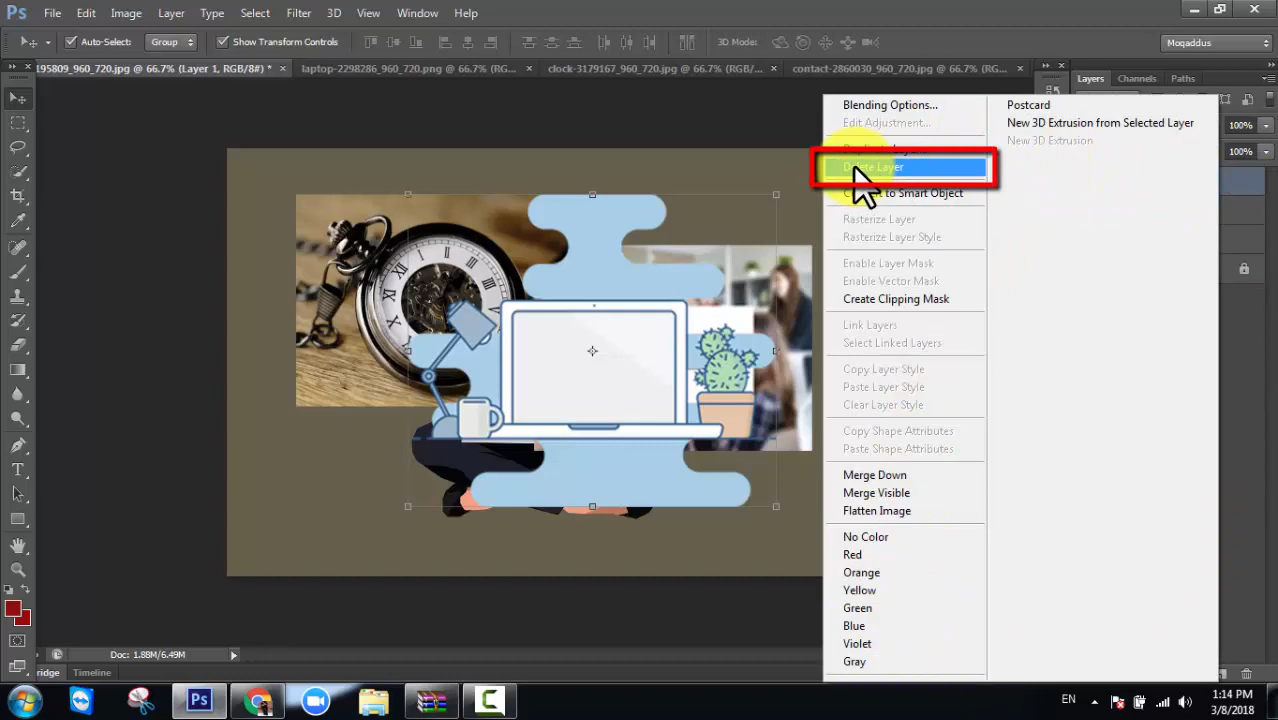 Ps File Edit Image Layer Type Select Filter 3D View Window Help
Auto-Select: Group Show Transform Controls 3D Mode: Moqaddus
195809_960_720.jpg @ 66.7% (Layer 1, RGB/8#) * laptop-2298286_960_720.png @ 66.7% (RGB... clock-3179167_960_720.jpg @ 66.7% (RGB/... contact-2860030_960_720.jpg @ 66.7% (RG... Layers Channels Paths
Blending Options... Postcard
Edit Adjustment... New 3D Extrusion from Selected Layer
100%
New 3D Extrusion
100%
Delete Layer
to Smart Object
Rasterize Layer
Rasterize Layer Style
Enable Layer Mask
Enable Vector Mask
Create Clipping Mask
Link Layers
Select Linked Layers
Copy Layer Style
Paste Layer Style
Clear Layer Style
Copy Shape Attributes
Paste Shape Attributes
Merge Down
Merge Visible
Flatten Image
No Color
Red
Orange
Yellow
Green
Blue
Violet
Gray
Doc: 1.88M/6.49M
ridge Timeline
Ps EN 1:14 PM
3/8/2018